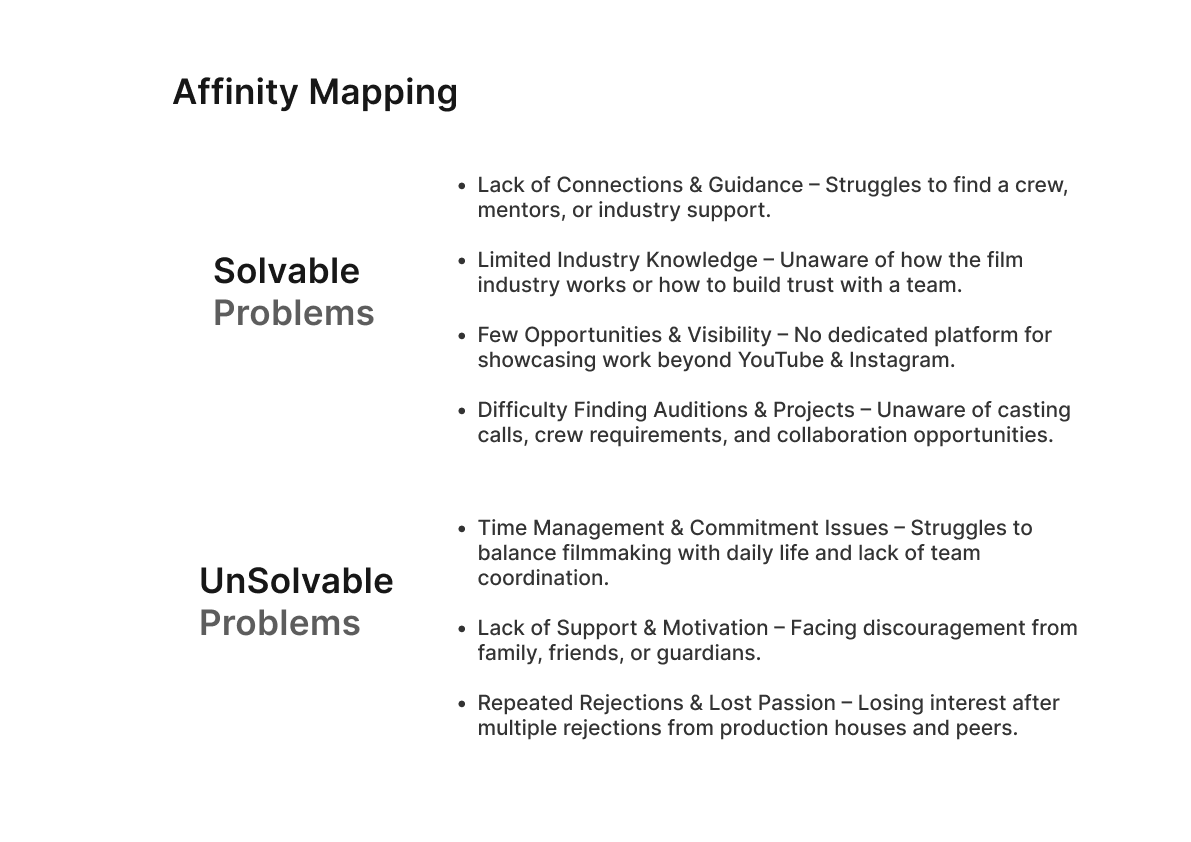 Affinity Mapping
Solvable
Problems
• Lack of Connections & Guidance – Struggles to find a crew,
mentors, or industry support.
• Limited Industry Knowledge – Unaware of how the film
industry works or how to build trust with a team.
• Few Opportunities & Visibility – No dedicated platform for
showcasing work beyond YouTube & Instagram.
• Difficulty Finding Auditions & Projects – Unaware of casting
calls, crew requirements, and collaboration opportunities.
UnSolvable
Problems
• Time Management & Commitment Issues – Struggles to
balance filmmaking with daily life and lack of team
coordination.
• Lack of Support & Motivation – Facing discouragement from
family, friends, or guardians.
• Repeated Rejections & Lost Passion – Losing interest after
multiple rejections from production houses and peers.